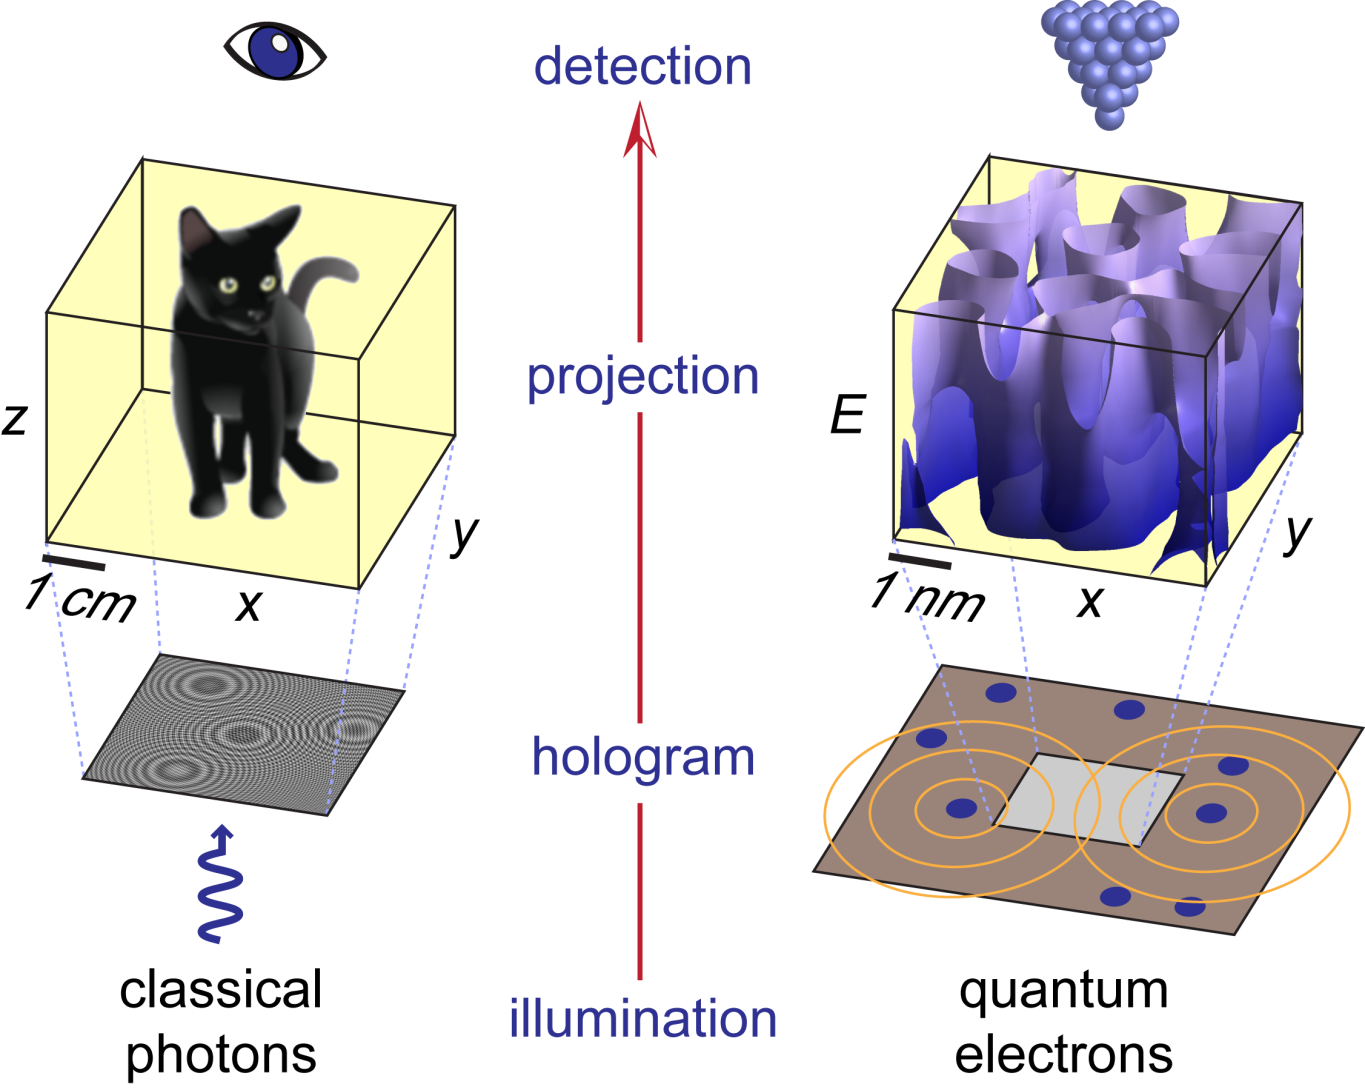 detection
projection
z
E
y
y
1 cm
x
1 nm
x
hologram
classical
photons
illumination
quantum
electrons